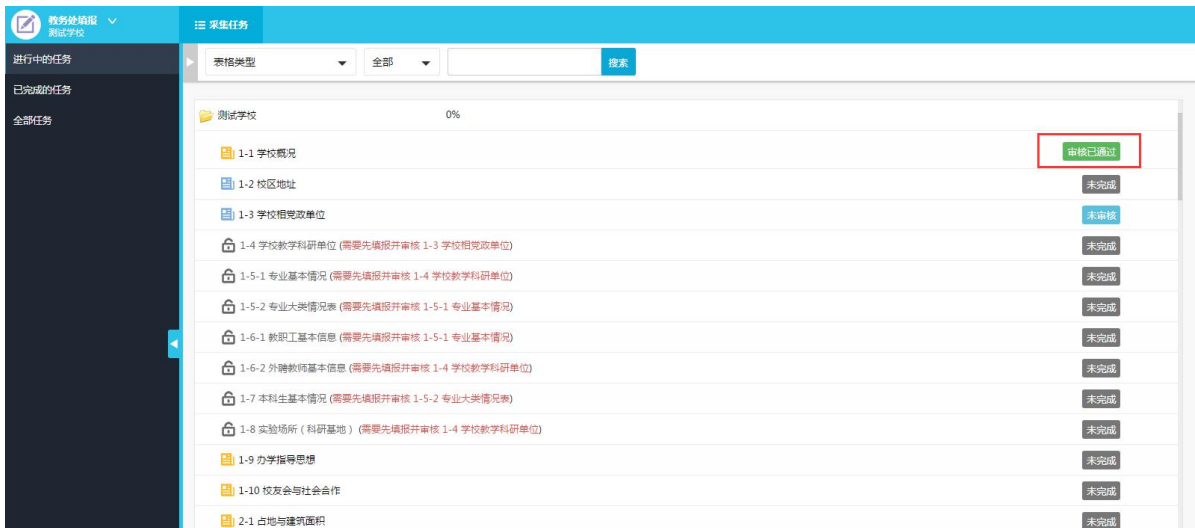 教务处填报
测试学校
采集任务
进行中的任务
已完成的任务
全部任务
表格类型 全部 搜索
测试学校 0%
1-1 学校概况 审核已通过
1-2 校区地址 未完成
1-3 学校相党政单位 未审核
1-4 学校教学科研单位 (需要先填报并审核 1-3 学校相党政单位) 未完成
1-5-1 专业基本情况 (需要先填报并审核 1-4 学校教学科研单位) 未完成
1-5-2 专业大类情况表 (需要先填报并审核 1-5-1 专业基本情况) 未完成
1-6-1 教职工基本信息 (需要先填报并审核 1-5-1 专业基本情况) 未完成
1-6-2 外聘教师基本信息 (需要先填报并审核 1-4 学校教学科研单位) 未完成
1-7 本科生基本情况 (需要先填报并审核 1-5-2 专业大类情况表) 未完成
1-8 实验场所（科研基地） (需要先填报并审核 1-4 学校教学科研单位) 未完成
1-9 办学指导思想 未完成
1-10 校友会与社会合作 未完成
2-1 占地与建筑面积 未完成